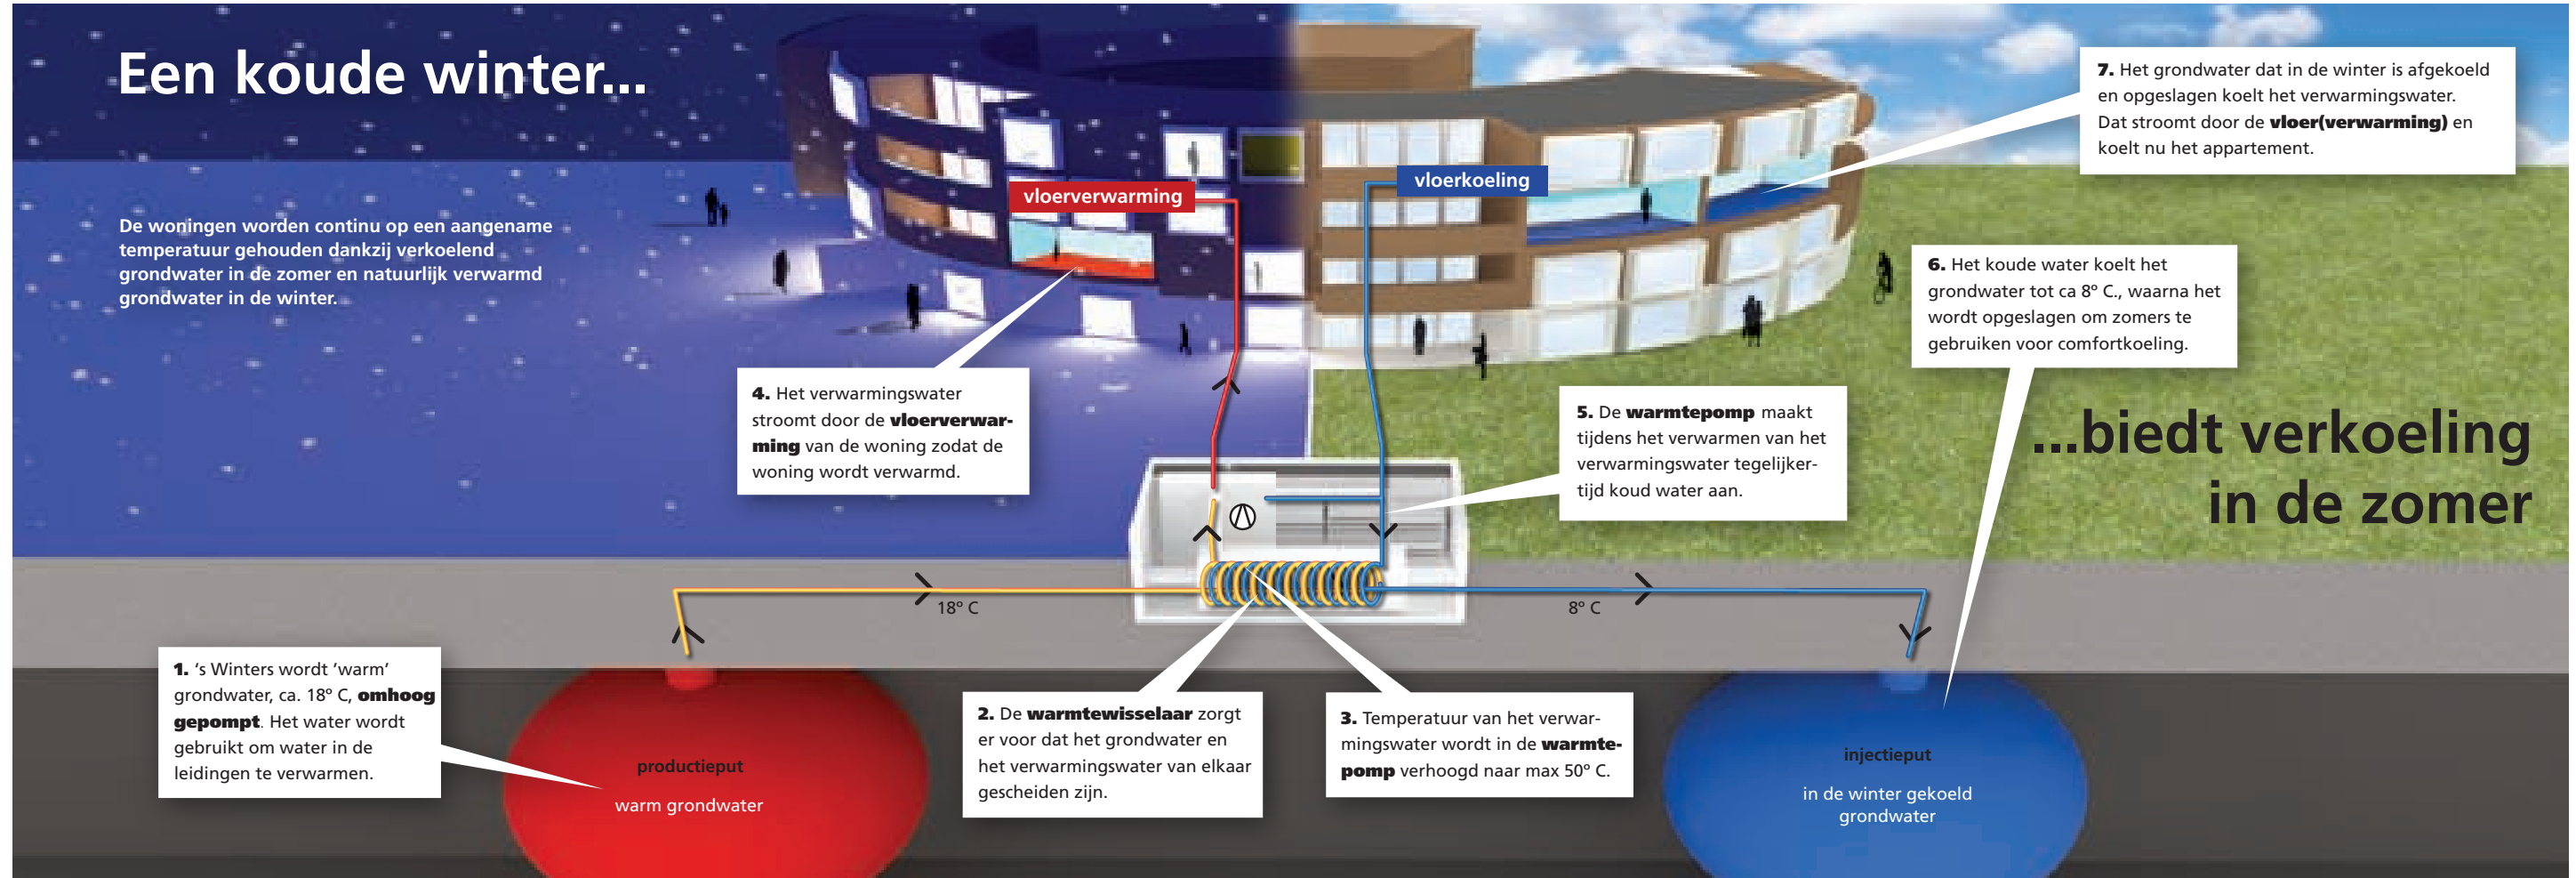 Een koude winter...
De woningen worden continu op een aangename
temperatuur gehouden dankzij verkoelend
grondwater in de zomer en natuurlijk verwarmd
grondwater in de winter.
vloerverwarming
vloerkoeling
7. Het grondwater dat in de winter is afgekoeld
en opgeslagen koelt het verwarmingswater.
Dat stroomt door de vloer(verwarming) en
koelt nu het appartement.
6. Het koude water koelt het
grondwater tot ca 8º C., waarna het
wordt opgeslagen om zomers te
gebruiken voor comfortkoeling.
4. Het verwarmingswater
stroomt door de vloerverwar-
ming van de woning zodat de
woning wordt verwarmd.
5. De warmtepomp maakt
tijdens het verwarmen van het
verwarmingswater tegelijker-
tijd koud water aan.
...biedt verkoeling
in de zomer
18º C
8º C
1. ‘s Winters wordt ’warm’
grondwater, ca. 18º C, omhoog
gepompt. Het water wordt
gebruikt om water in de
leidingen te verwarmen.
productieput
warm grondwater
2. De warmtewisselaar zorgt
er voor dat het grondwater en
het verwarmingswater van elkaar
gescheiden zijn.
3. Temperatuur van het verwar-
mingswater wordt in de warmte-
pomp verhoogd naar max 50º C.
injectieput
in de winter gekoeld
grondwater